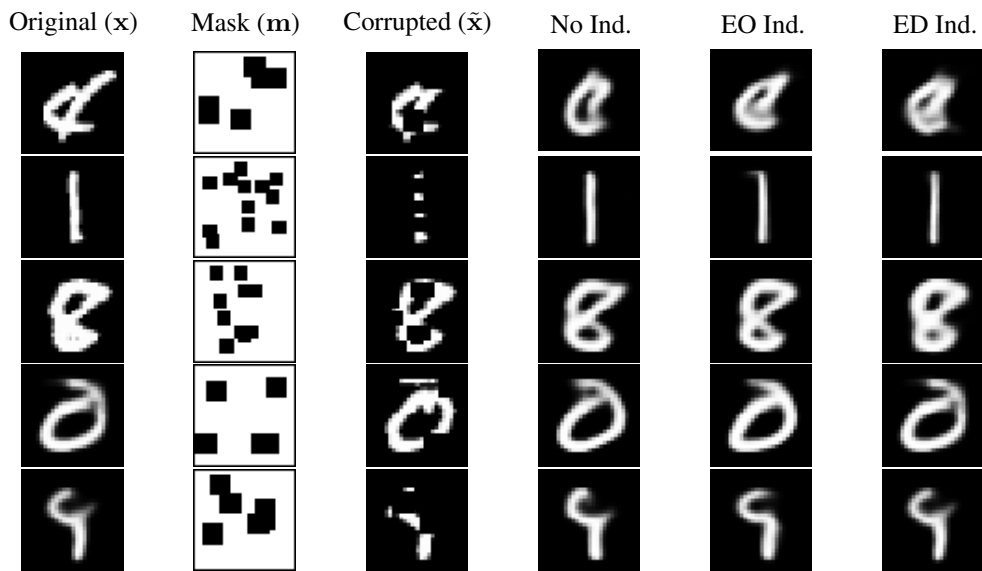 Original (x) Mask (m) Corrupted (x̃) No Ind. EO Ind. ED Ind.